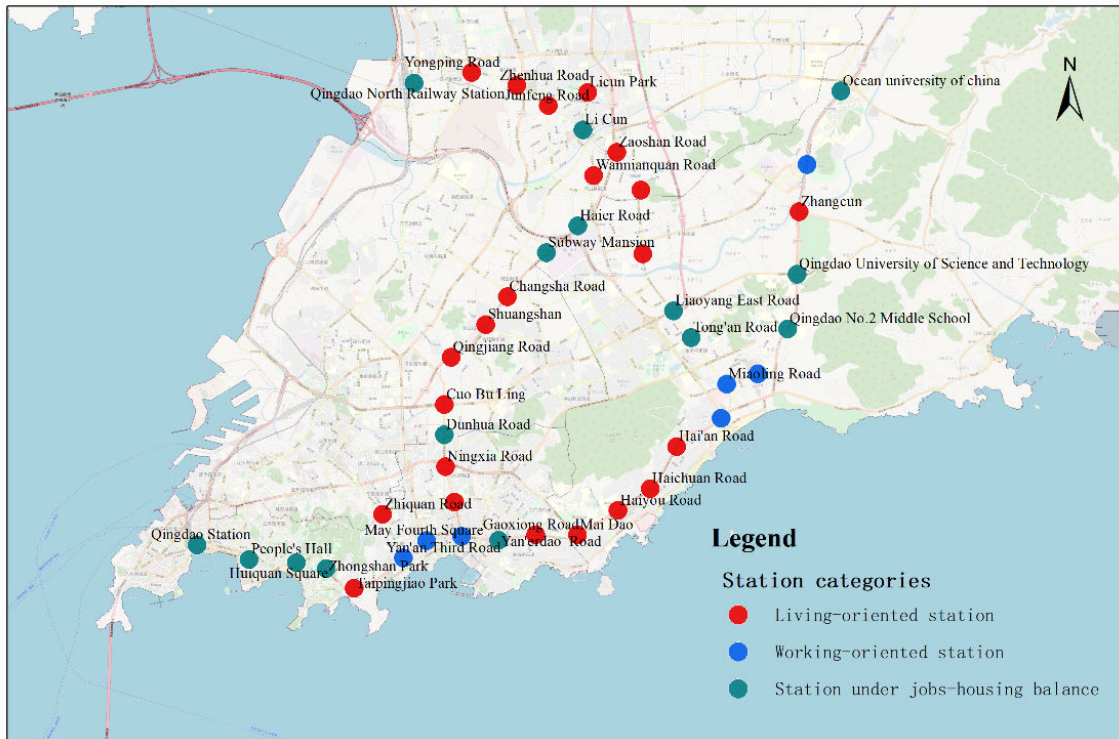 Yongping Road
Zhenhua Road
Licun Park
Ocean university of china
N
Qingdao North Railway Station
Junfeng Road
Li Cun
Zaoshan Road
Wannianquan Road
Zhangcun
Haier Road
Subway Mansion
Qingdao University of Science and Technology
Changsha Road
Liaoyang East Road
Shuangshan
Tong'an Road
Qingdao No.2 Middle School
Qingjiang Road
Miaoling Road
Cuo Bu Ling
Dunhua Road
Hai'an Road
Ningxia Road
Haichuan Road
Zhiquan Road
Haiyou Road
May Fourth Square
Gaoxiong Road
Mai Dao
Qingdao Station
Yan'erdao Road
People's Hall
Yan'an Third Road
Huiquan Square
Zhongshan Park
Taipingjiao Park
Legend
Station categories
Living-oriented station
Working-oriented station
Station under jobs-housing balance